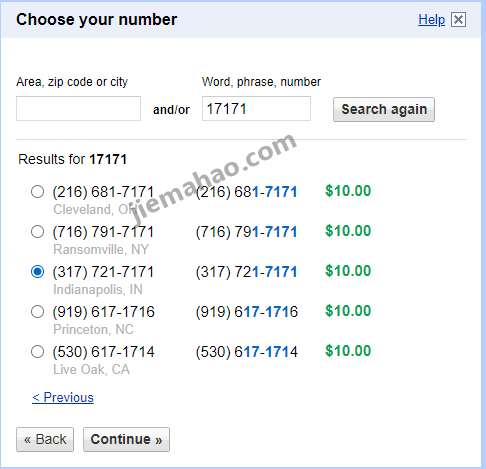 Choose your number
Help
Area, zip code or city
Word, phrase, number
and/or
17171
Search again
Results for 17171
(216) 681-7171 (216) 681-7171 $10.00
Cleveland, OH
(716) 791-7171 (716) 791-7171 $10.00
Ransomville, NY
(317) 721-7171 (317) 721-7171 $10.00
Indianapolis, IN
(919) 617-1716 (919) 617-1716 $10.00
Princeton, NC
(530) 617-1714 (530) 617-1714 $10.00
Live Oak, CA
< Previous
« Back
Continue »
jiemahao.com